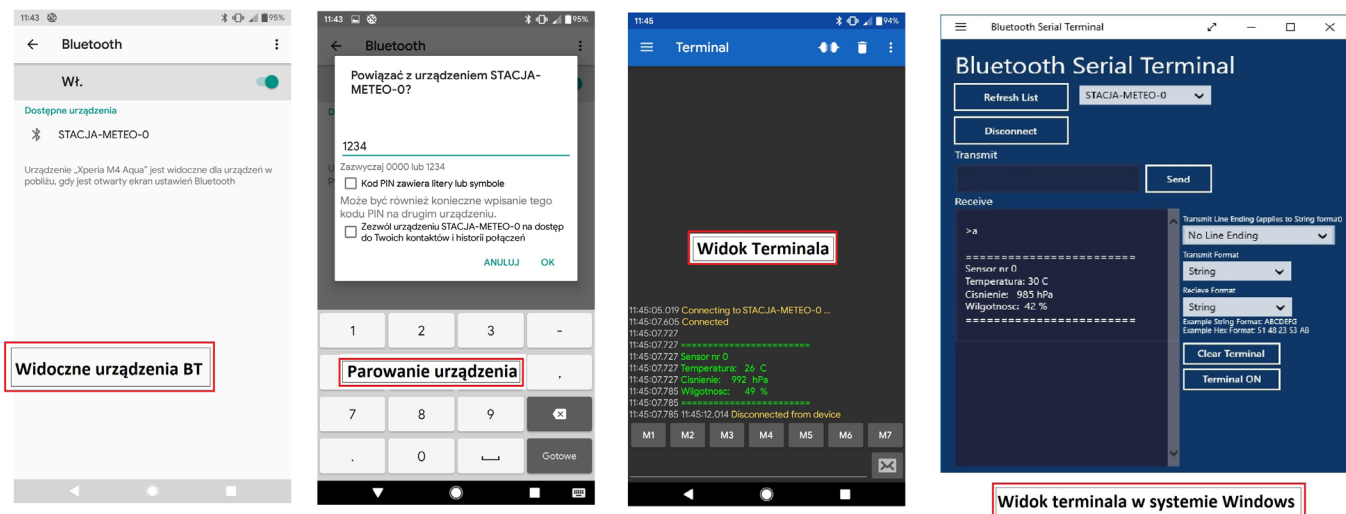 11:43
95%
Bluetooth
Wł.
Dostępne urządzenia
STACJA-METEO-0
Urządzenie „Xperia M4 Aqua” jest widoczne dla urządzeń w
pobliżu, gdy jest otwarty ekran ustawień Bluetooth
Widoczne urządzenia BT
11:43
95%
Bluetooth
Powiązać z urządzeniem STACJA-
METEO-0?
1234
Zazwyczaj 0000 lub 1234
Kod PIN zawiera litery lub symbole
Może być również konieczne wpisanie tego
kodu PIN na drugim urządzeniu.
Zezwól urządzeniu STACJA-METEO-0 na dostęp
do Twoich kontaktów i historii połączeń
ANULUJ OK
1 2 3 -
Parowanie urządzenia ,
7 8 9
. 0 Gotowe
11:45
94%
Terminal
Widok Terminala
11:45:05.019 Connecting to STACJA-METEO-0 ...
11:45:07.605 Connected
11:45:07.727
11:45:07.727 ========================
11:45:07.727 Sensor nr 0
11:45:07.727 Temperatura: 26 C
11:45:07.727 Cisnienie: 992 hPa
11:45:07.785 Wilgotnosc: 49 %
11:45:07.785 ========================
11:45:07.785 11:45:12.014 Disconnected from device
M1 M2 M3 M4 M5 M6 M7
Bluetooth Serial Terminal
Bluetooth Serial Terminal
Refresh List STACJA-METEO-0
Disconnect
Transmit
Send
Receive
>a
========================
Sensor nr 0
Temperatura: 30 C
Cisnienie: 985 hPa
Wilgotnosc: 42 %
========================
Transmit Line Ending (applies to String format)
No Line Ending
Transmit Format
String
Recieve Format
String
Example String Format: ABCDEFG
Example Hex Format: 51 48 23 53 AB
Clear Terminal
Terminal ON
Widok terminala w systemie Windows